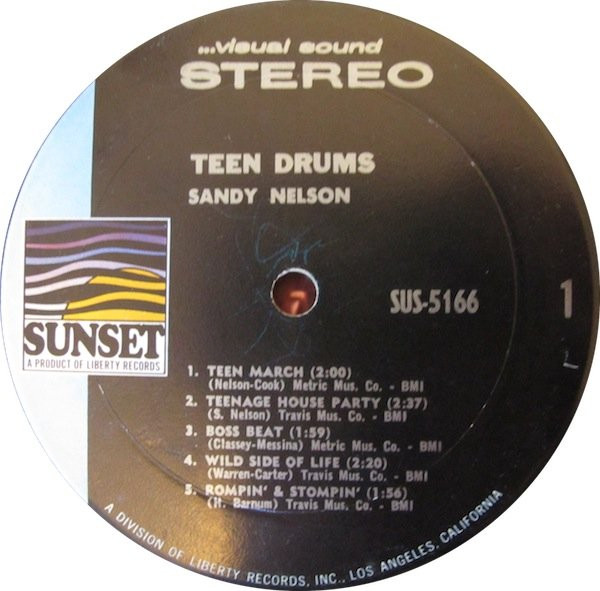 ...visual sound
STEREO
TEEN DRUMS
SANDY NELSON
SUS-5166
1
SUNSET
A PRODUCT OF LIBERTY RECORDS
1. TEEN MARCH (2:00)
(Nelson-Cook) Metric Mus. Co. - BMI
2. TEENAGE HOUSE PARTY (2:37)
(S. Nelson) Travis Mus. Co. - BMI
3. BOSS BEAT (1:59)
(Classey-Messina) Metric Mus. Co. - BMI
4. WILD SIDE OF LIFE (2:20)
(Warren-Carter) Travis Mus. Co. - BMI
5. ROMPIN' & STOMPIN' (1:56)
(H. Barnum) Travis Mus. Co. - BMI
A DIVISION OF LIBERTY RECORDS, INC., LOS ANGELES, CALIFORNIA